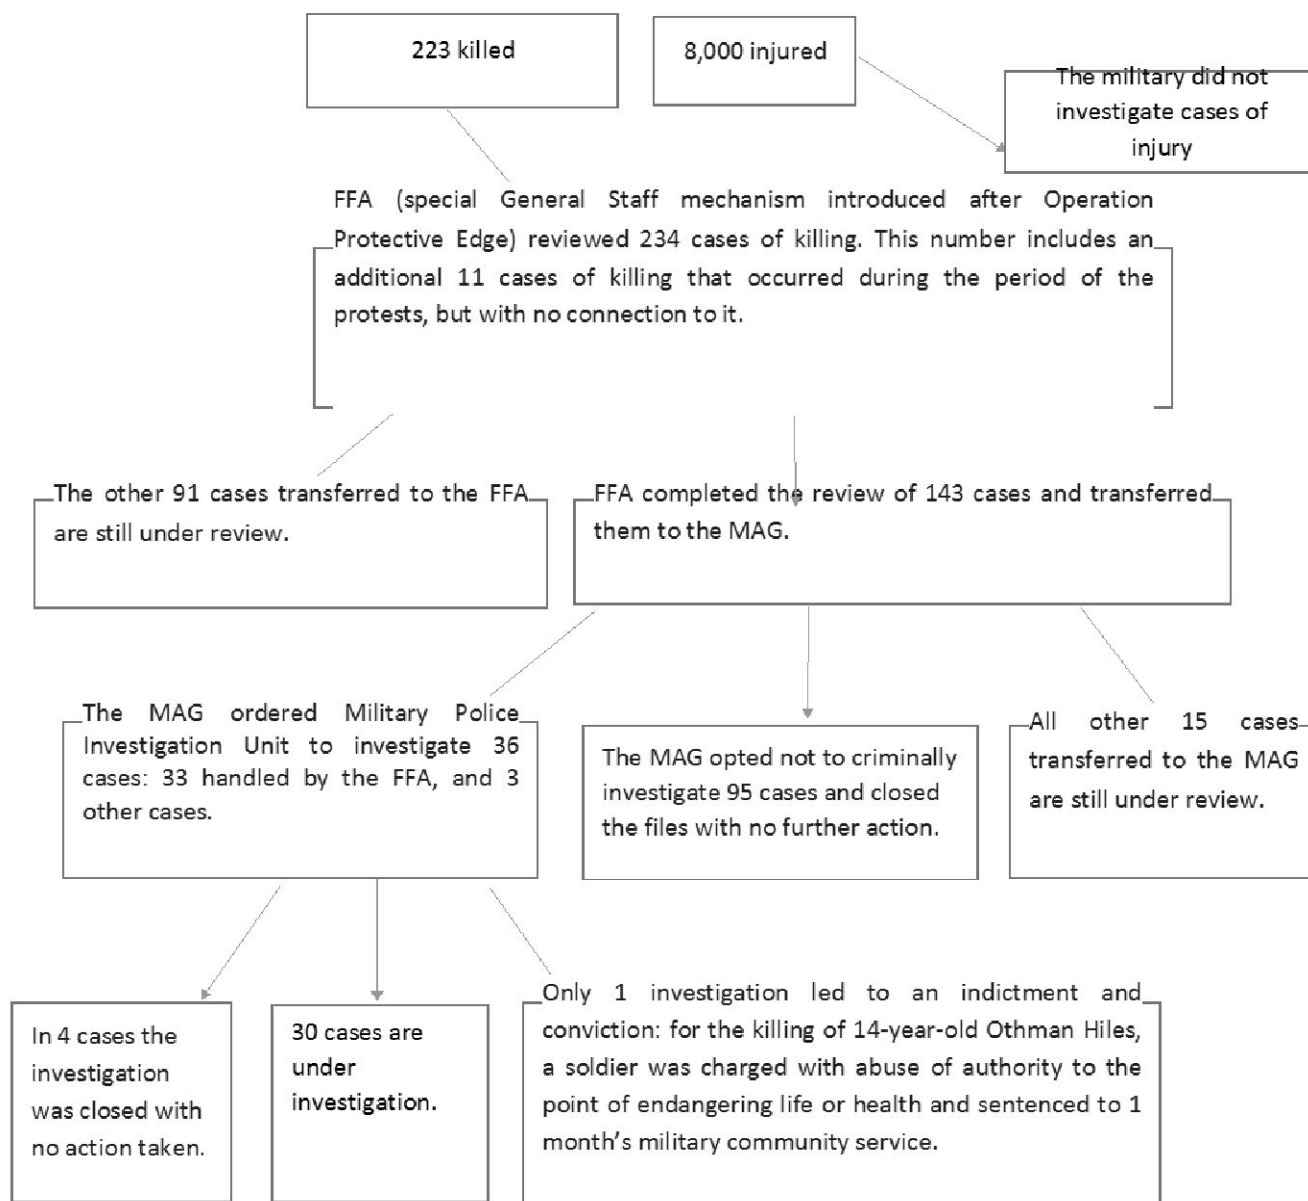 223 killed
8,000 injured
The military did not
investigate cases of
injury
FFA (special General Staff mechanism introduced after Operation
Protective Edge) reviewed 234 cases of killing. This number includes an
additional 11 cases of killing that occurred during the period of the
protests, but with no connection to it.
The other 91 cases transferred to the FFA
are still under review.
FFA completed the review of 143 cases and transferred
them to the MAG.
The MAG ordered Military Police
Investigation Unit to investigate 36
cases: 33 handled by the FFA, and 3
other cases.
The MAG opted not to criminally
investigate 95 cases and closed
the files with no further action.
All other 15 cases
transferred to the MAG
are still under review.
In 4 cases the
investigation
was closed with
no action taken.
30 cases are
under
investigation.
Only 1 investigation led to an indictment and
conviction: for the killing of 14-year-old Othman Hiles,
a soldier was charged with abuse of authority to the
point of endangering life or health and sentenced to 1
month's military community service.